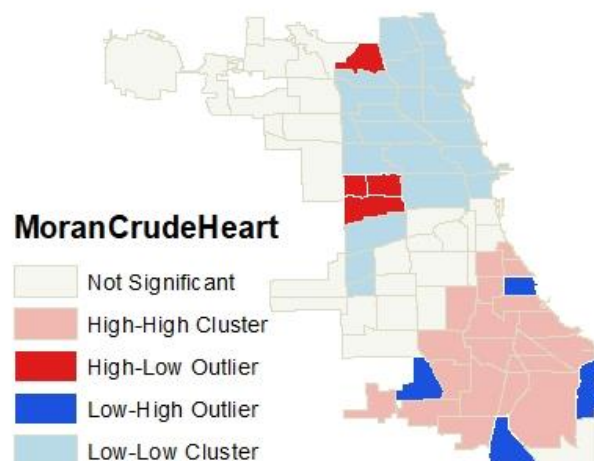 MoranCrudeHeart
Not Significant
High-High Cluster
High-Low Outlier
Low-High Outlier
Low-Low Cluster